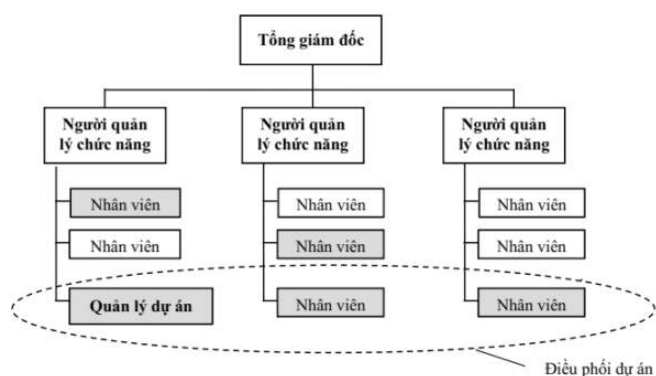 Tổng giám đốc
Người quản
lý chức năng
Người quản
lý chức năng
Người quản
lý chức năng
Nhân viên
Nhân viên
Nhân viên
Nhân viên
Nhân viên
Nhân viên
Quản lý dự án
Nhân viên
Nhân viên
Điều phối dự án